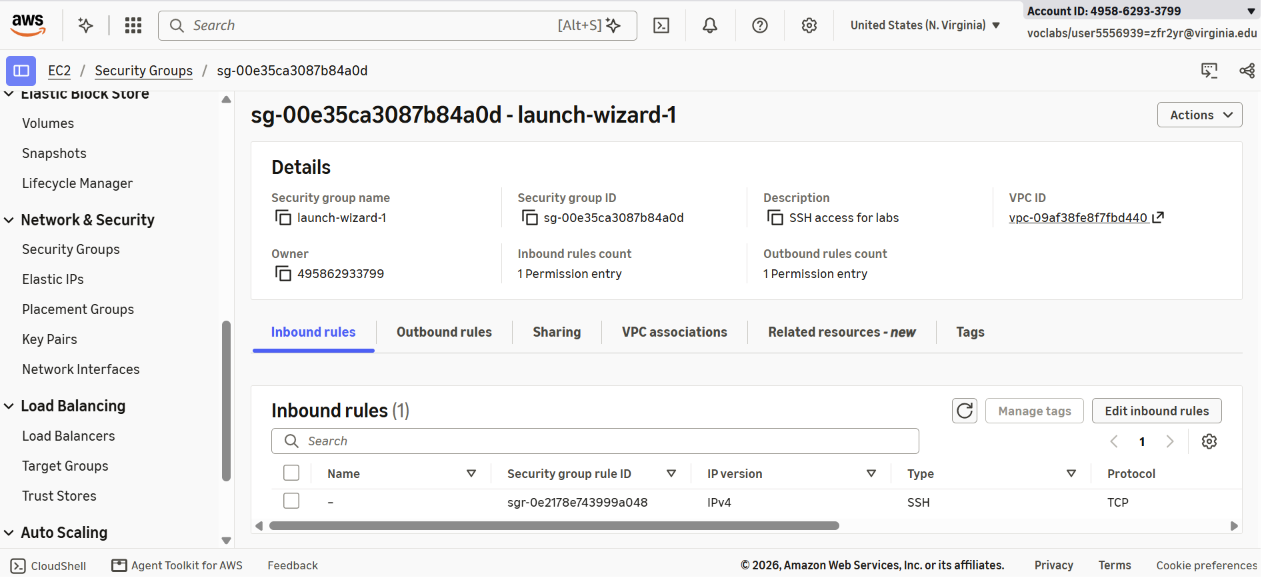 aws
Search [Alt+S]
United States (N. Virginia)
Account ID: 4958-6293-3799
voclabs/user5556939=zfr2yr@virginia.edu
EC2 / Security Groups / sg-00e35ca3087b84a0d
Elastic Block Store
Volumes
Snapshots
Lifecycle Manager
Network & Security
Security Groups
Elastic IPs
Placement Groups
Key Pairs
Network Interfaces
Load Balancing
Load Balancers
Target Groups
Trust Stores
Auto Scaling
sg-00e35ca3087b84a0d - launch-wizard-1
Actions
Details
Security group name
launch-wizard-1
Security group ID
sg-00e35ca3087b84a0d
Description
SSH access for labs
VPC ID
vpc-09af38fe8f7fbd440
Owner
495862933799
Inbound rules count
1 Permission entry
Outbound rules count
1 Permission entry
Inbound rules Outbound rules Sharing VPC associations Related resources - new Tags
Inbound rules (1)
Manage tags Edit inbound rules
Search
1
Name Security group rule ID IP version Type Protocol
– sgr-0e2178e743999a048 IPv4 SSH TCP
CloudShell Agent Toolkit for AWS Feedback
© 2026, Amazon Web Services, Inc. or its affiliates. Privacy Terms Cookie preferences